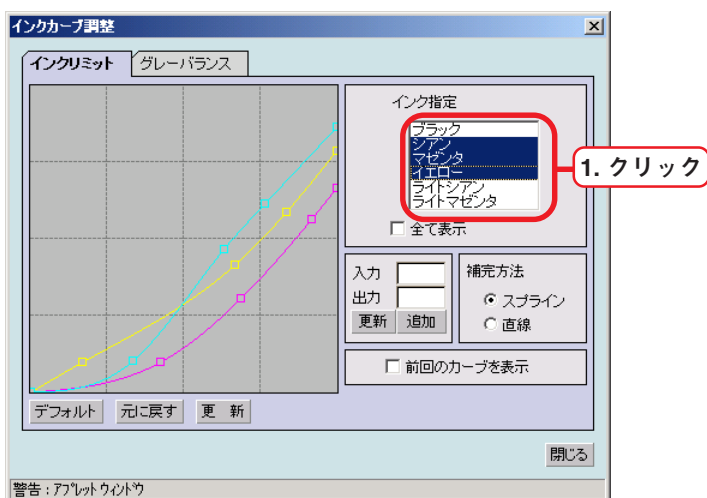 インクカーブ調整
インクリミット グレーバランス
インク指定
ブラック
シアン
マゼンタ
イエロー
ライトシアン
ライトマゼンタ
1. クリック
全て表示
入力
出力
更新 追加
補完方法
スプライン
直線
前回のカーブを表示
デフォルト 元に戻す 更 新
閉じる
警告 : アプレット ウィンドウ